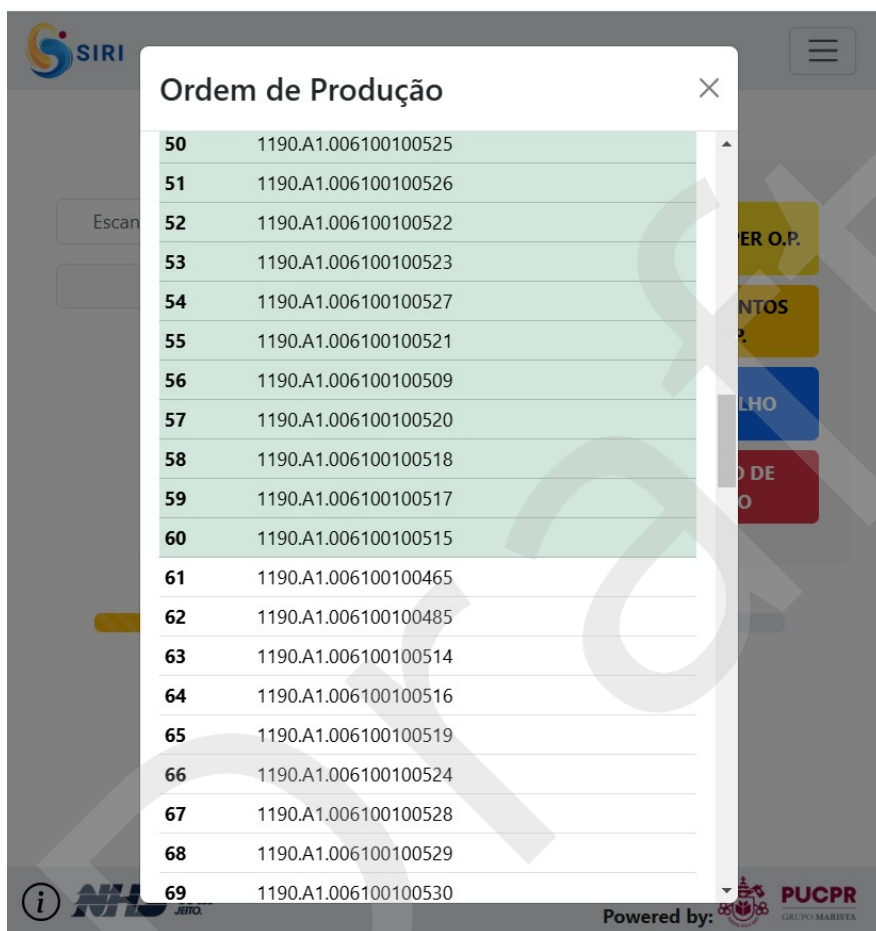 SIRI
Ordem de Produção
50 1190.A1.006100100525
51 1190.A1.006100100526
52 1190.A1.006100100522
53 1190.A1.006100100523
54 1190.A1.006100100527
55 1190.A1.006100100521
56 1190.A1.006100100509
57 1190.A1.006100100520
58 1190.A1.006100100518
59 1190.A1.006100100517
60 1190.A1.006100100515
61 1190.A1.006100100465
62 1190.A1.006100100485
63 1190.A1.006100100514
64 1190.A1.006100100516
65 1190.A1.006100100519
66 1190.A1.006100100524
67 1190.A1.006100100528
68 1190.A1.006100100529
69 1190.A1.006100100530
Escan
PER O.P.
NTOS
P.
LHO
O DE
O
i
JEITO.
Powered by:
PUCPR
GRUPO MARISTA
Draft